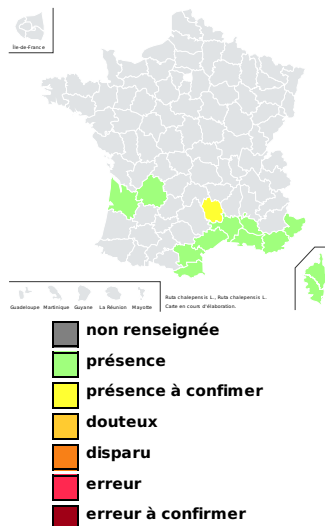 Île-de-France
Guadeloupe Martinique Guyane La Réunion Mayotte
Ruta chalepensis L., Ruta chalepensis L.
Carte en cours d'élaboration.
non renseignée
présence
présence à confimer
douteux
disparu
erreur
erreur à confirmer